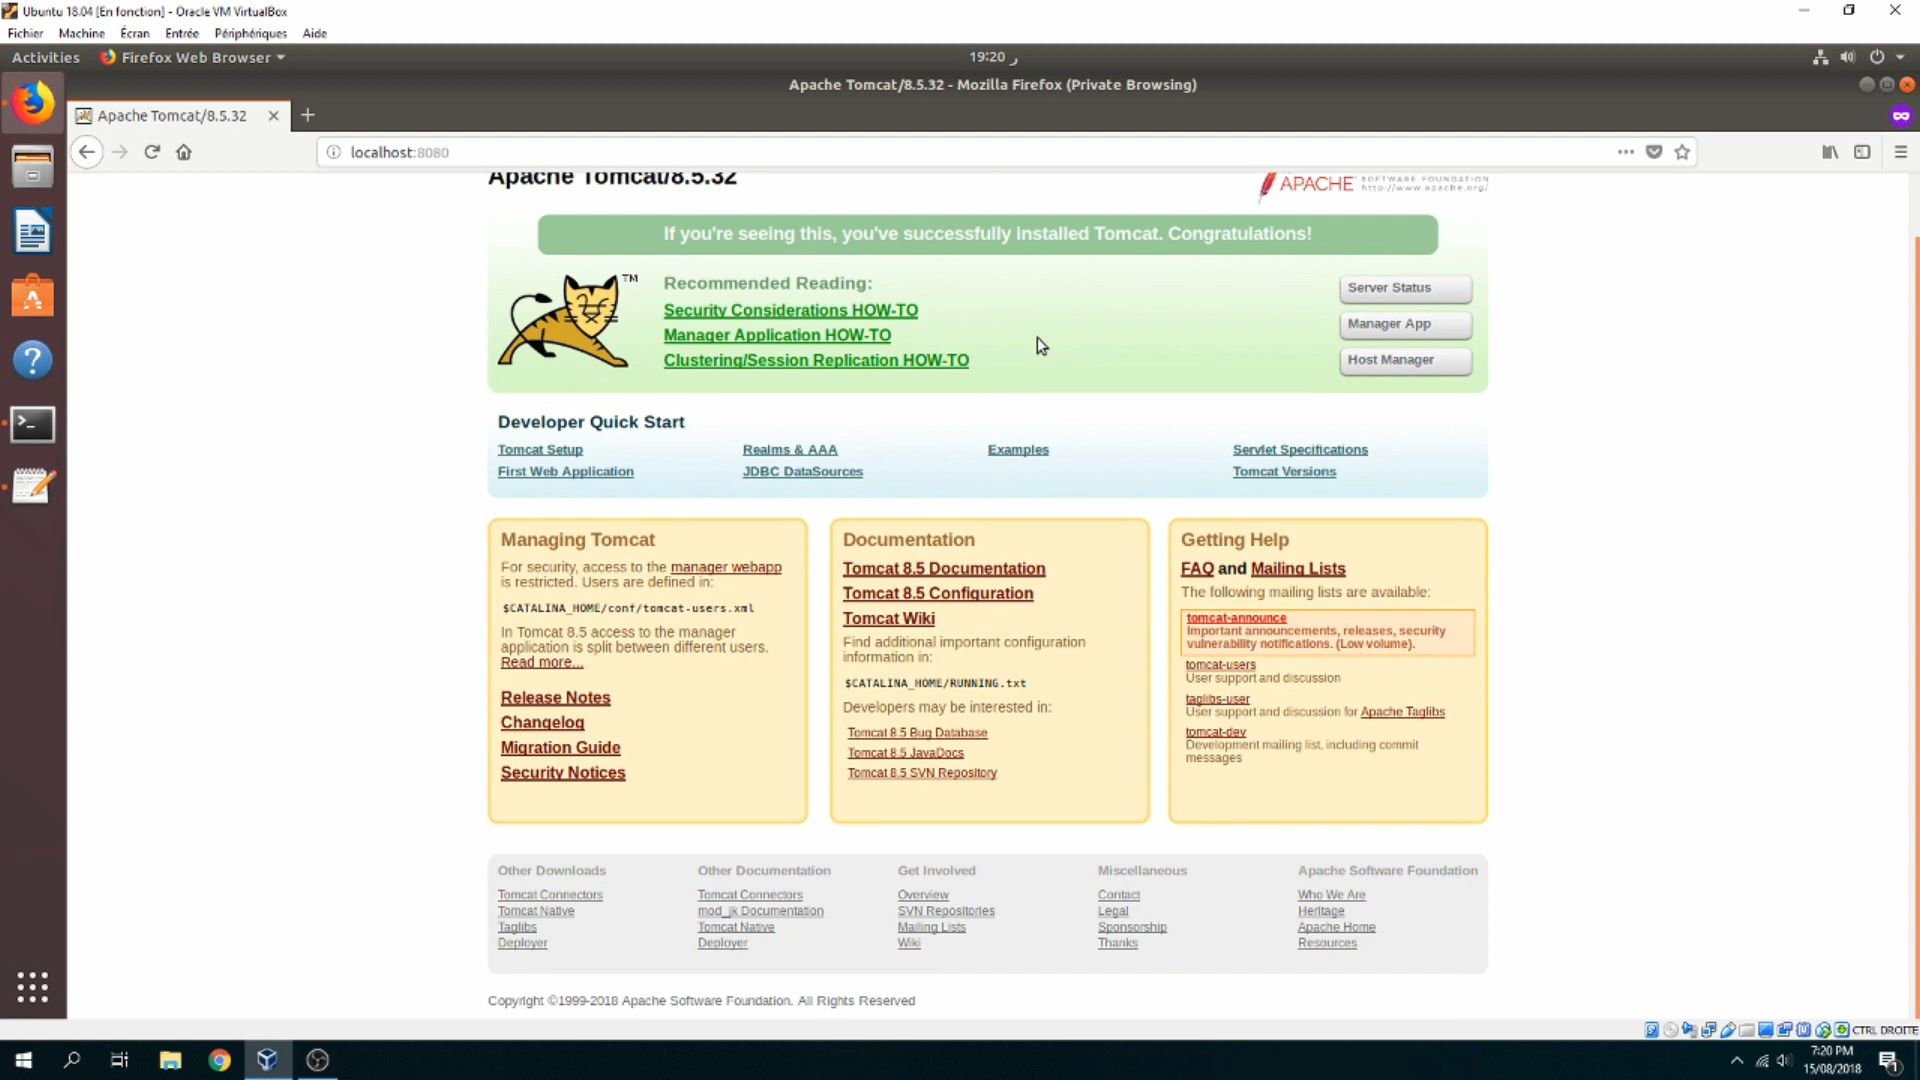 Ubuntu 18.04 [En fonction] - Oracle VM VirtualBox
Fichier Machine Écran Entrée Périphériques Aide
Activities Firefox Web Browser 19:20 ر
Apache Tomcat/8.5.32 - Mozilla Firefox (Private Browsing)
Apache Tomcat/8.5.32
localhost:8080
Apache Tomcat/8.5.32
APACHE SOFTWARE FOUNDATION
http://www.apache.org/
If you're seeing this, you've successfully installed Tomcat. Congratulations!
TM
Recommended Reading:
Security Considerations HOW-TO
Manager Application HOW-TO
Clustering/Session Replication HOW-TO
Server Status
Manager App
Host Manager
Developer Quick Start
Tomcat Setup
First Web Application
Realms & AAA
JDBC DataSources
Examples
Servlet Specifications
Tomcat Versions
Managing Tomcat
For security, access to the manager webapp
is restricted. Users are defined in:
$CATALINA_HOME/conf/tomcat-users.xml
In Tomcat 8.5 access to the manager
application is split between different users.
Read more...
Release Notes
Changelog
Migration Guide
Security Notices
Documentation
Tomcat 8.5 Documentation
Tomcat 8.5 Configuration
Tomcat Wiki
Find additional important configuration
information in:
$CATALINA_HOME/RUNNING.txt
Developers may be interested in:
Tomcat 8.5 Bug Database
Tomcat 8.5 JavaDocs
Tomcat 8.5 SVN Repository
Getting Help
FAQ and Mailing Lists
The following mailing lists are available:
tomcat-announce
Important announcements, releases, security
vulnerability notifications. (Low volume).
tomcat-users
User support and discussion
taglibs-user
User support and discussion for Apache Taglibs
tomcat-dev
Development mailing list, including commit
messages
Other Downloads
Tomcat Connectors
Tomcat Native
Taglibs
Deployer
Other Documentation
Tomcat Connectors
mod_jk Documentation
Tomcat Native
Deployer
Get Involved
Overview
SVN Repositories
Mailing Lists
Wiki
Miscellaneous
Contact
Legal
Sponsorship
Thanks
Apache Software Foundation
Who We Are
Heritage
Apache Home
Resources
Copyright ©1999-2018 Apache Software Foundation. All Rights Reserved
CTRL DROITE
7:20 PM
15/08/2018
1